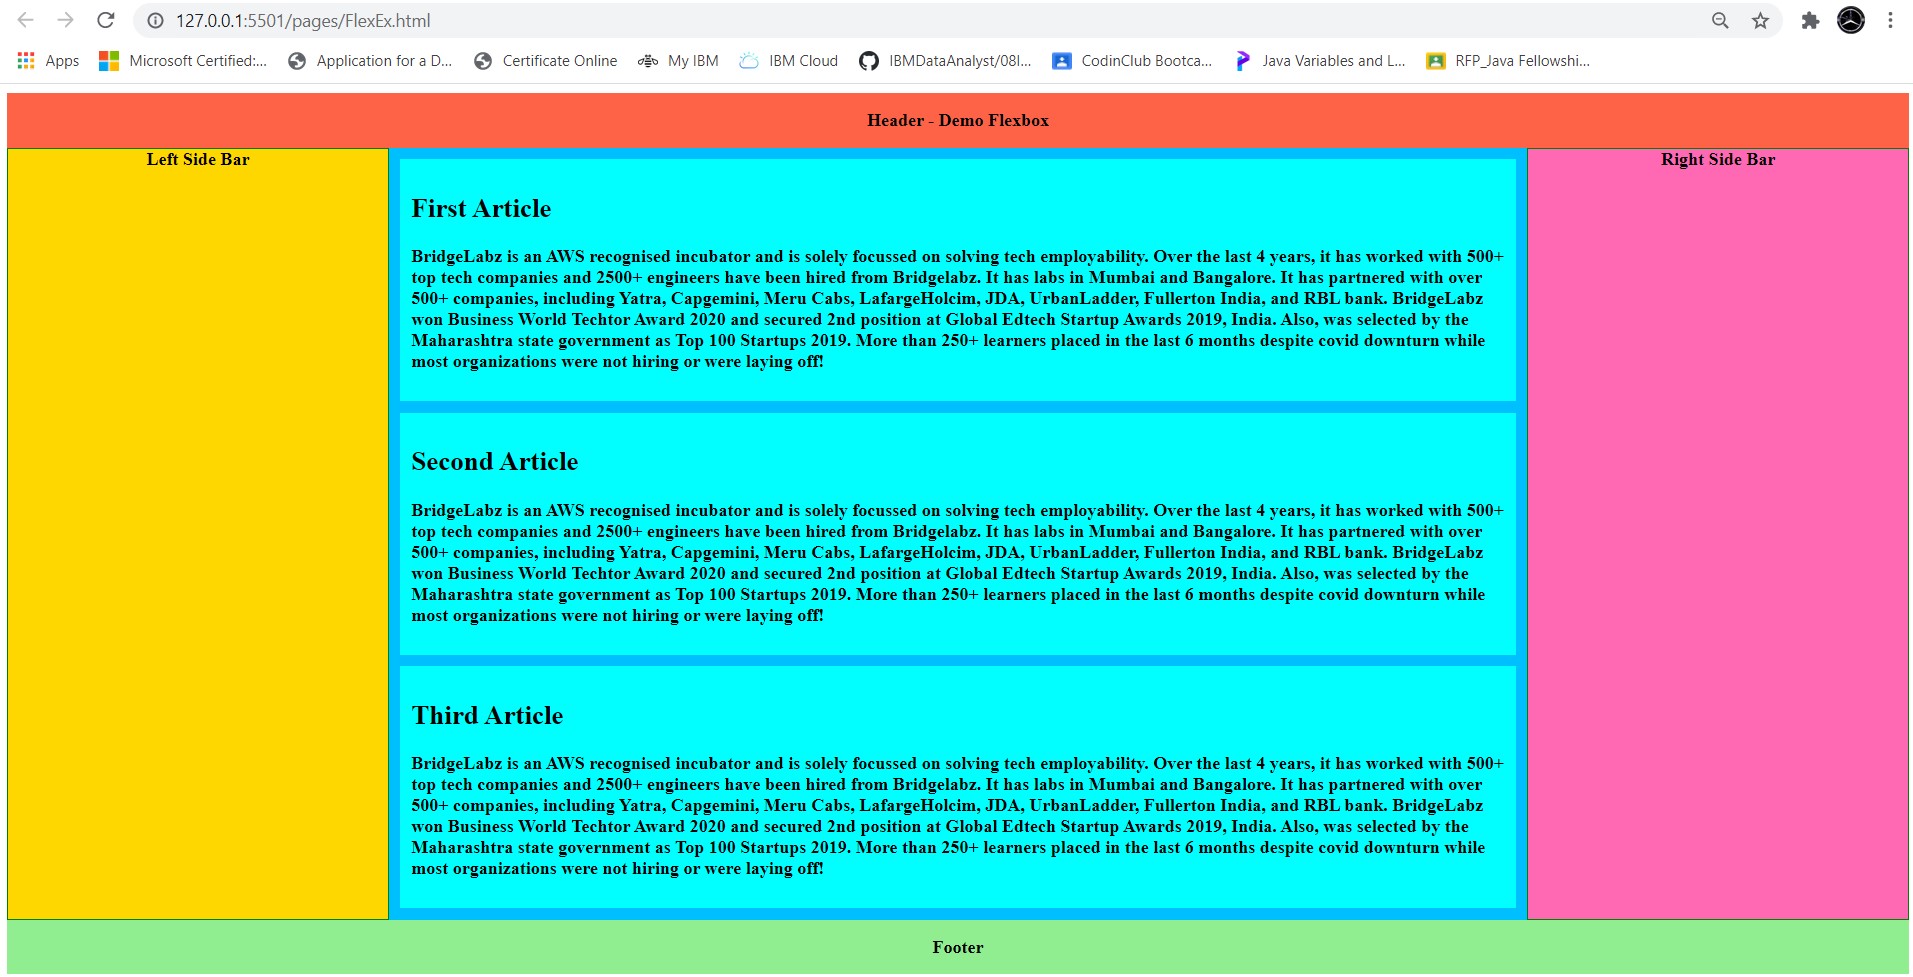 127.0.0.1:5501/pages/FlexEx.html
Apps Microsoft Certified:... Application for a D... Certificate Online My IBM IBM Cloud IBMDataAnalyst/08I... CodinClub Bootca... Java Variables and L... RFP_Java Fellowshi...
Header - Demo Flexbox
Left Side Bar
First Article
BridgeLabz is an AWS recognised incubator and is solely focussed on solving tech employability. Over the last 4 years, it has worked with 500+
top tech companies and 2500+ engineers have been hired from Bridgelabz. It has labs in Mumbai and Bangalore. It has partnered with over
500+ companies, including Yatra, Capgemini, Meru Cabs, LafargeHolcim, JDA, UrbanLadder, Fullerton India, and RBL bank. BridgeLabz
won Business World Techtor Award 2020 and secured 2nd position at Global Edtech Startup Awards 2019, India. Also, was selected by the
Maharashtra state government as Top 100 Startups 2019. More than 250+ learners placed in the last 6 months despite covid downturn while
most organizations were not hiring or were laying off!
Second Article
BridgeLabz is an AWS recognised incubator and is solely focussed on solving tech employability. Over the last 4 years, it has worked with 500+
top tech companies and 2500+ engineers have been hired from Bridgelabz. It has labs in Mumbai and Bangalore. It has partnered with over
500+ companies, including Yatra, Capgemini, Meru Cabs, LafargeHolcim, JDA, UrbanLadder, Fullerton India, and RBL bank. BridgeLabz
won Business World Techtor Award 2020 and secured 2nd position at Global Edtech Startup Awards 2019, India. Also, was selected by the
Maharashtra state government as Top 100 Startups 2019. More than 250+ learners placed in the last 6 months despite covid downturn while
most organizations were not hiring or were laying off!
Third Article
BridgeLabz is an AWS recognised incubator and is solely focussed on solving tech employability. Over the last 4 years, it has worked with 500+
top tech companies and 2500+ engineers have been hired from Bridgelabz. It has labs in Mumbai and Bangalore. It has partnered with over
500+ companies, including Yatra, Capgemini, Meru Cabs, LafargeHolcim, JDA, UrbanLadder, Fullerton India, and RBL bank. BridgeLabz
won Business World Techtor Award 2020 and secured 2nd position at Global Edtech Startup Awards 2019, India. Also, was selected by the
Maharashtra state government as Top 100 Startups 2019. More than 250+ learners placed in the last 6 months despite covid downturn while
most organizations were not hiring or were laying off!
Right Side Bar
Footer